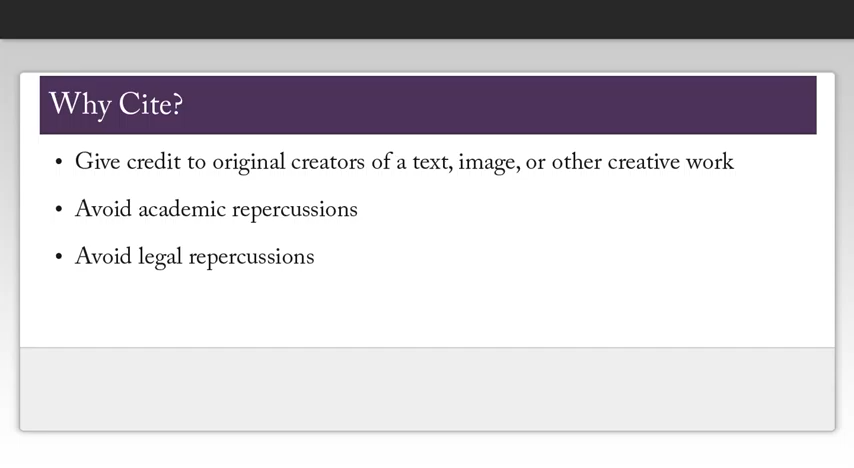 Why Cite?
• Give credit to original creators of a text, image, or other creative work
• Avoid academic repercussions
• Avoid legal repercussions